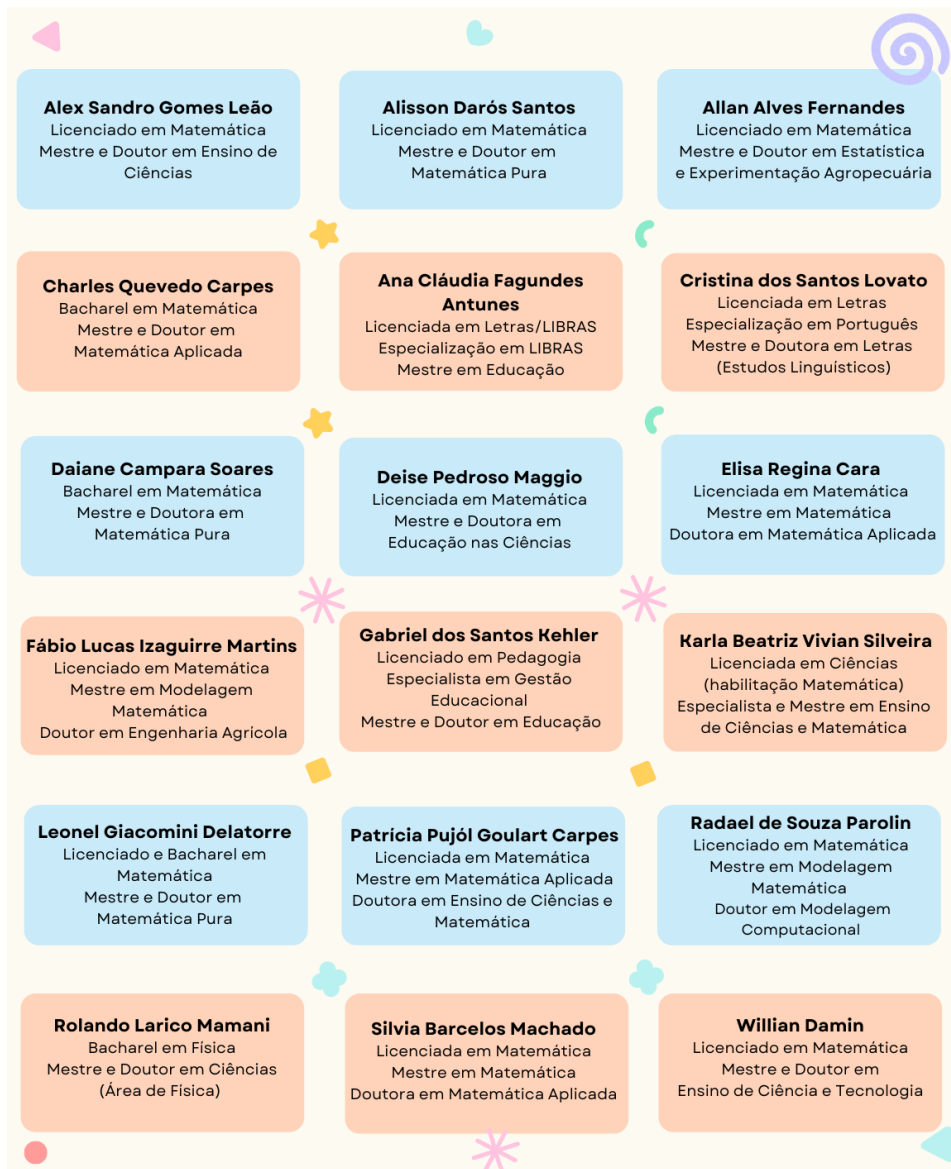 Alex Sandro Gomes Leão
Licenciado em Matemática
Mestre e Doutor em Ensino de
Ciências
Alisson Darós Santos
Licenciado em Matemática
Mestre e Doutor em
Matemática Pura
Allan Alves Fernandes
Licenciado em Matemática
Mestre e Doutor em Estatística
e Experimentação Agropecuária
Charles Quevedo Carpes
Bacharel em Matemática
Mestre e Doutor em
Matemática Aplicada
Ana Cláudia Fagundes
Antunes
Licenciada em Letras/LIBRAS
Especialização em LIBRAS
Mestre em Educação
Cristina dos Santos Lovato
Licenciada em Letras
Especialização em Português
Mestre e Doutora em Letras
(Estudos Linguísticos)
Daiane Campara Soares
Bacharel em Matemática
Mestre e Doutora em
Matemática Pura
Deise Pedroso Maggio
Licenciada em Matemática
Mestre e Doutora em
Educação nas Ciências
Elisa Regina Cara
Licenciada em Matemática
Mestre em Matemática
Doutora em Matemática Aplicada
Fábio Lucas Izaguirre Martins
Licenciado em Matemática
Mestre em Modelagem
Matemática
Doutor em Engenharia Agrícola
Gabriel dos Santos Kehler
Licenciado em Pedagogia
Especialista em Gestão
Educacional
Mestre e Doutor em Educação
Karla Beatriz Vivian Silveira
Licenciada em Ciências
(habilitação Matemática)
Especialista e Mestre em Ensino
de Ciências e Matemática
Leonel Giacomini Delatorre
Licenciado e Bacharel em
Matemática
Mestre e Doutor em
Matemática Pura
Patrícia Pujól Goulart Carpes
Licenciada em Matemática
Mestre em Matemática Aplicada
Doutora em Ensino de Ciências e
Matemática
Radael de Souza Parolin
Licenciado em Matemática
Mestre em Modelagem
Matemática
Doutor em Modelagem
Computacional
Rolando Larico Mamani
Bacharel em Física
Mestre e Doutor em Ciências
(Área de Física)
Silvia Barcelos Machado
Licenciada em Matemática
Mestre em Matemática
Doutora em Matemática Aplicada
Willian Damin
Licenciado em Matemática
Mestre e Doutor em
Ensino de Ciência e Tecnologia